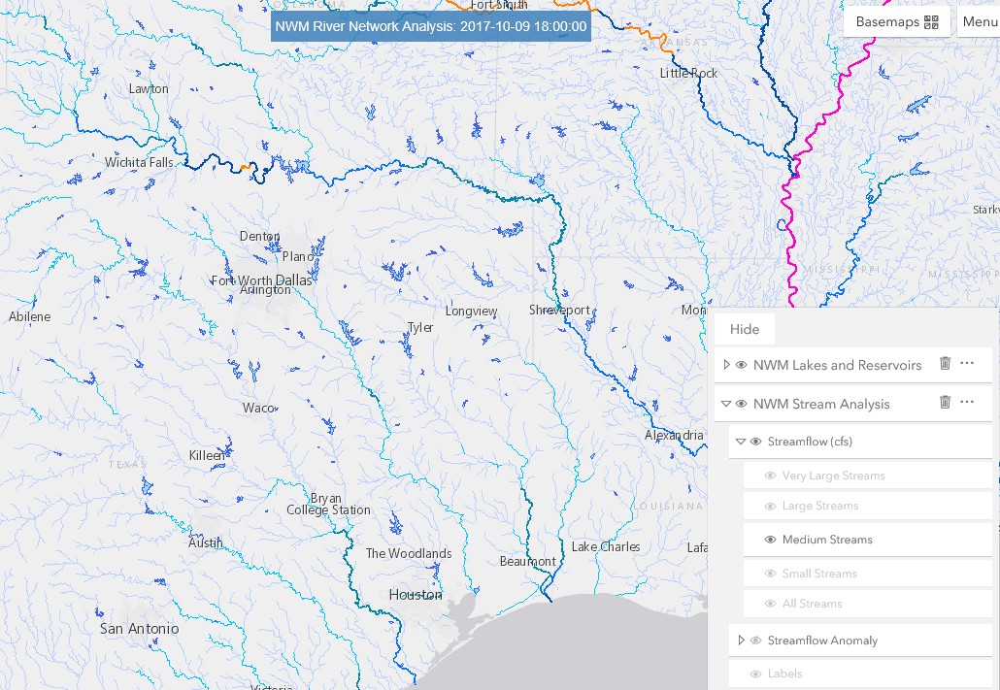 Fort Smith
NWM River Network Analysis: 2017-10-09 18:00:00
Basemaps
Menu
ARKANSAS
Little Rock
Lawton
Wichita Falls
Starkv
Denton
Plano
Fort Worth
Dallas
Arlington
MISSISSIPPI
MISSISSIPP
Abilene
Longview
Shreveport
Mon
Tyler
Hide
NWM Lakes and Reservoirs
...
Waco
NWM Stream Analysis
...
Alexandria
Streamflow (cfs)
Killeen
TEXAS
Very Large Streams
Bryan
College Station
LOUISIANA
Large Streams
Austin
The Woodlands
Beaumont
Lake Charles
Lafa
Medium Streams
Small Streams
Houston
All Streams
San Antonio
Streamflow Anomaly
Labels
Victoria